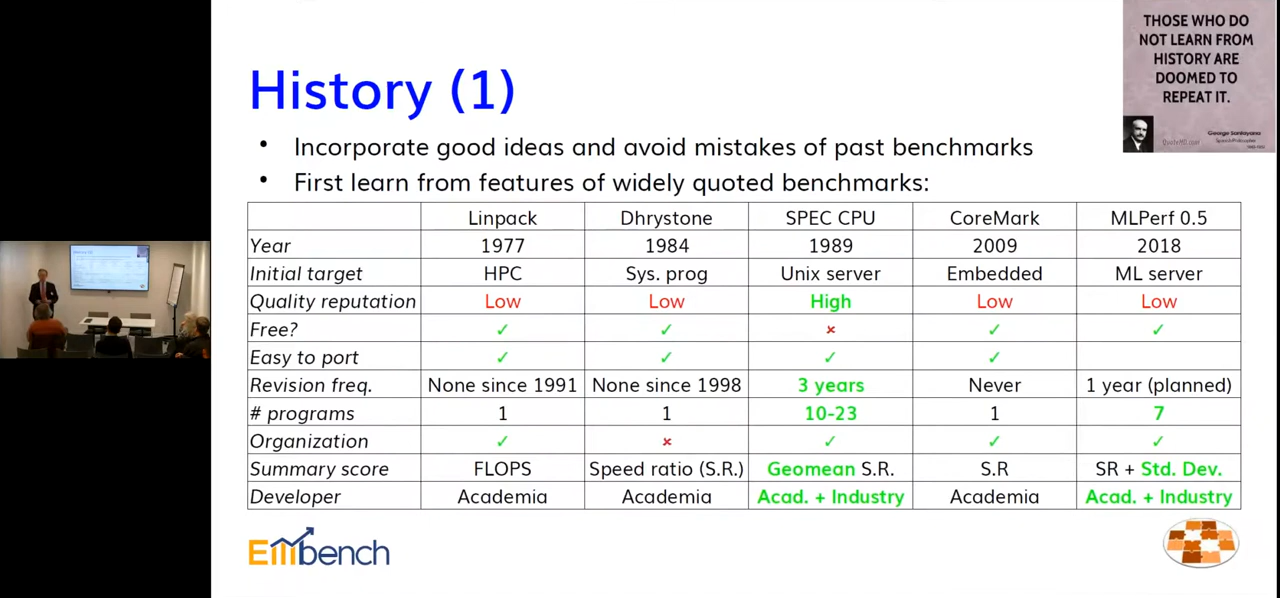 THOSE WHO DO
NOT LEARN FROM
HISTORY ARE
DOOMED TO
REPEAT IT.
George Santayana
History (1)
• Incorporate good ideas and avoid mistakes of past benchmarks
• First learn from features of widely quoted benchmarks:
Linpack Dhrystone SPEC CPU CoreMark MLPerf 0.5
Year 1977 1984 1989 2009 2018
Initial target HPC Sys. prog Unix server Embedded ML server
Quality reputation Low Low High Low Low
Free? ✓ ✓ × ✓ ✓
Easy to port ✓ ✓ ✓ ✓
Revision freq. None since 1991 None since 1998 3 years Never 1 year (planned)
# programs 1 1 10-23 1 7
Organization ✓ × ✓ ✓ ✓
Summary score FLOPS Speed ratio (S.R.) Geomean S.R. S.R SR + Std. Dev.
Developer Academia Academia Acad. + Industry Academia Acad. + Industry
Embench